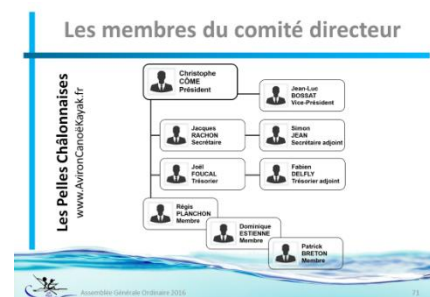 Les membres du comité directeur
Les Pelles Châlonnaises
www.AvironCanoëKayak.fr
Christophe
CÔME
Président
Jean-Luc
BOSSAT
Vice-Président
Jacques
RACHON
Secrétaire
Simon
JEAN
Secrétaire adjoint
Joël
FOUCAL
Trésorier
Fabien
DELFLY
Trésorier adjoint
Régis
PLANCHON
Membre
Dominique
ESTIENNE
Membre
Patrick
BRETON
Membre
Assemblée Générale Ordinaire 2016
71